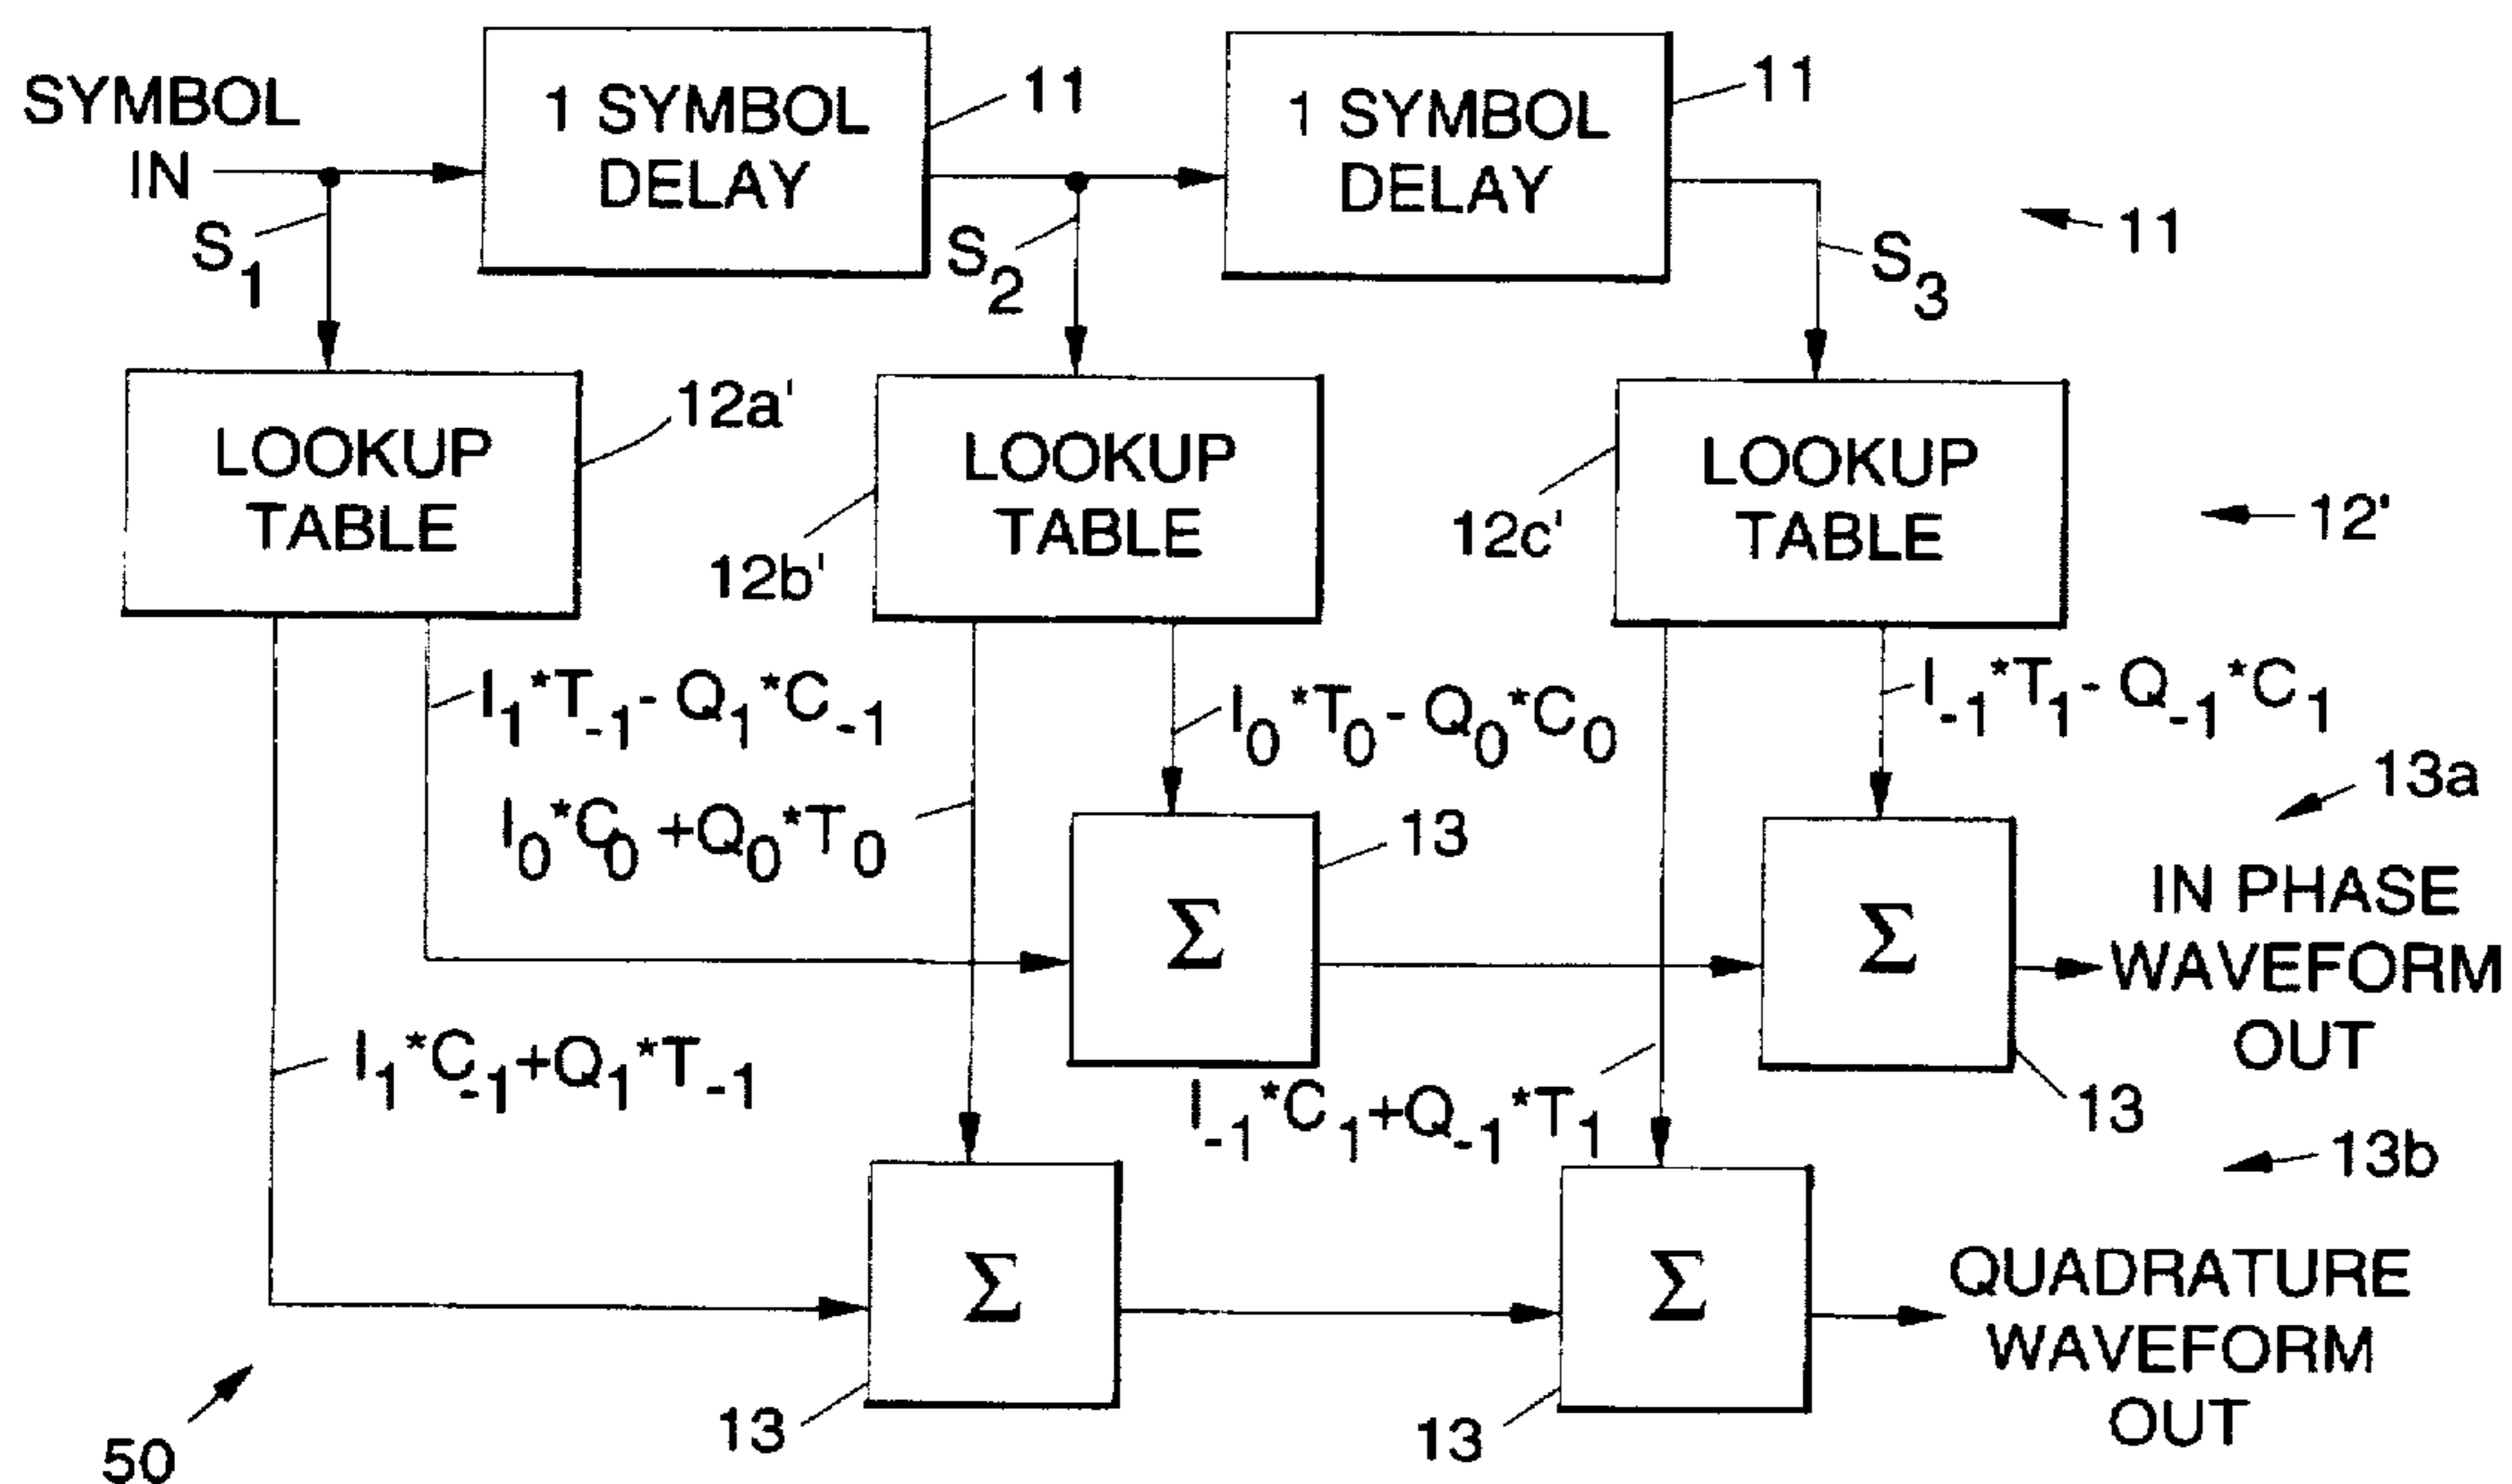 SYMBOL
IN
1 SYMBOL
DELAY
11
1 SYMBOL
DELAY
11
11
S1
S2
S3
LOOKUP
TABLE
12a'
LOOKUP
TABLE
12b'
LOOKUP
TABLE
12c'
12'
I1*T-1- Q1*C-1
I0*T0- Q0*C0
I-1*T1- Q-1*C1
I0*C0+Q0*T0
13
13a
Σ
Σ
IN PHASE
WAVEFORM
OUT
I1*C-1+Q1*T-1
I-1*C1+Q-1*T1
13
13b
Σ
Σ
QUADRATURE
WAVEFORM
OUT
13
13
50